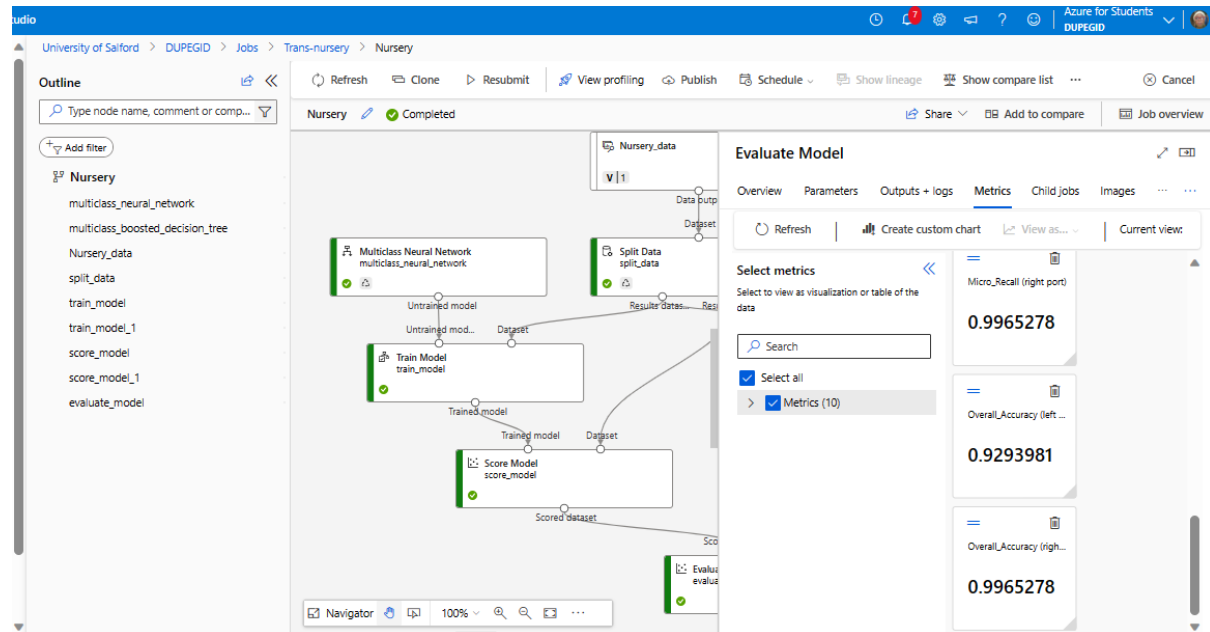 udio
7
Azure for Students
DUPEGID
University of Salford > DUPEGID > Jobs > Trans-nursery > Nursery
Outline
Type node name, comment or comp...
Add filter
Nursery
multiclass_neural_network
multiclass_boosted_decision_tree
Nursery_data
split_data
train_model
train_model_1
score_model
score_model_1
evaluate_model
Refresh Clone Resubmit View profiling Publish Schedule Show lineage Show compare list ... Cancel
Nursery Completed Share Add to compare Job overview
Nursery_data
V 1
Data outp
Dataset
Multiclass Neural Network
multiclass_neural_network
Split Data
split_data
Untrained model
Results datas... Resu
Untrained mod... Dataset
Train Model
train_model
Trained model
Trained model Dataset
Score Model
score_model
Scored dataset
Sco
Evalua
evalua
Navigator 100% ...
Evaluate Model
Overview Parameters Outputs + logs Metrics Child jobs Images ... ...
Refresh Create custom chart View as... Current view:
Select metrics
Select to view as visualization or table of the
data
Search
Select all
Metrics (10)
Micro_Recall (right port)
0.9965278
Overall_Accuracy (left ...
0.9293981
Overall_Accuracy (righ...
0.9965278